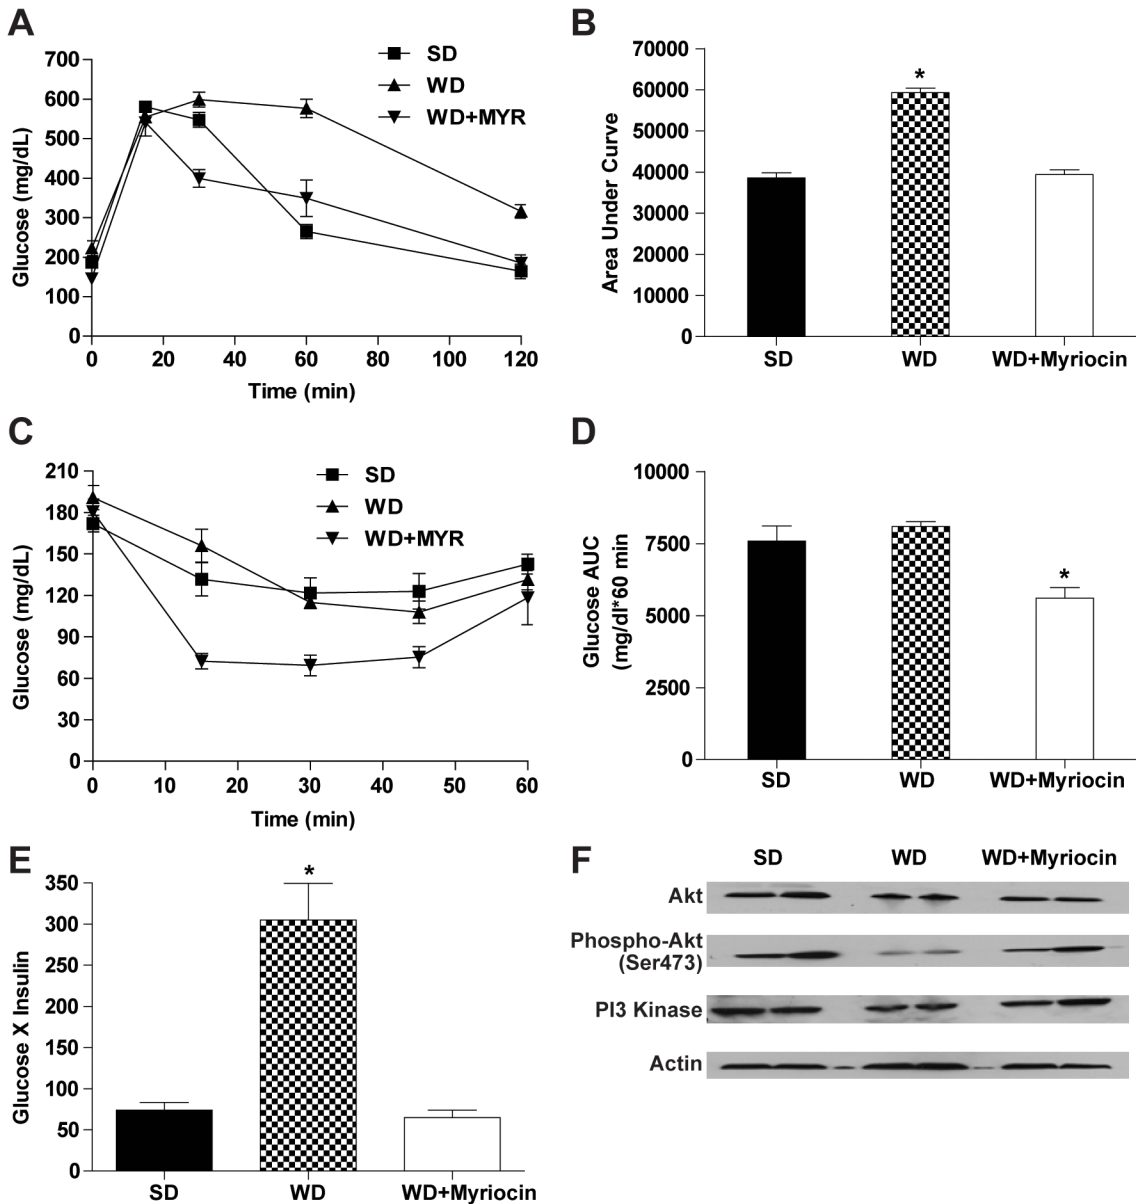 A
SD
WD
WD+MYR
Glucose (mg/dL)
700
600
500
400
300
200
100
0
0 20 40 60 80 100 120
Time (min)
B
Area Under Curve
70000
60000
50000
40000
30000
20000
10000
0
*
SD WD WD+Myriocin
C
SD
WD
WD+MYR
Glucose (mg/dL)
210
180
150
120
90
60
30
0
0 10 20 30 40 50 60
Time (min)
D
Glucose AUC
(mg/dl*60 min
10000
7500
5000
2500
0
*
SD WD WD+Myriocin
E
Glucose X Insulin
350
300
250
200
150
100
50
0
*
SD WD WD+Myriocin
F
SD WD WD+Myriocin
Akt
Phospho-Akt
(Ser473)
PI3 Kinase
Actin